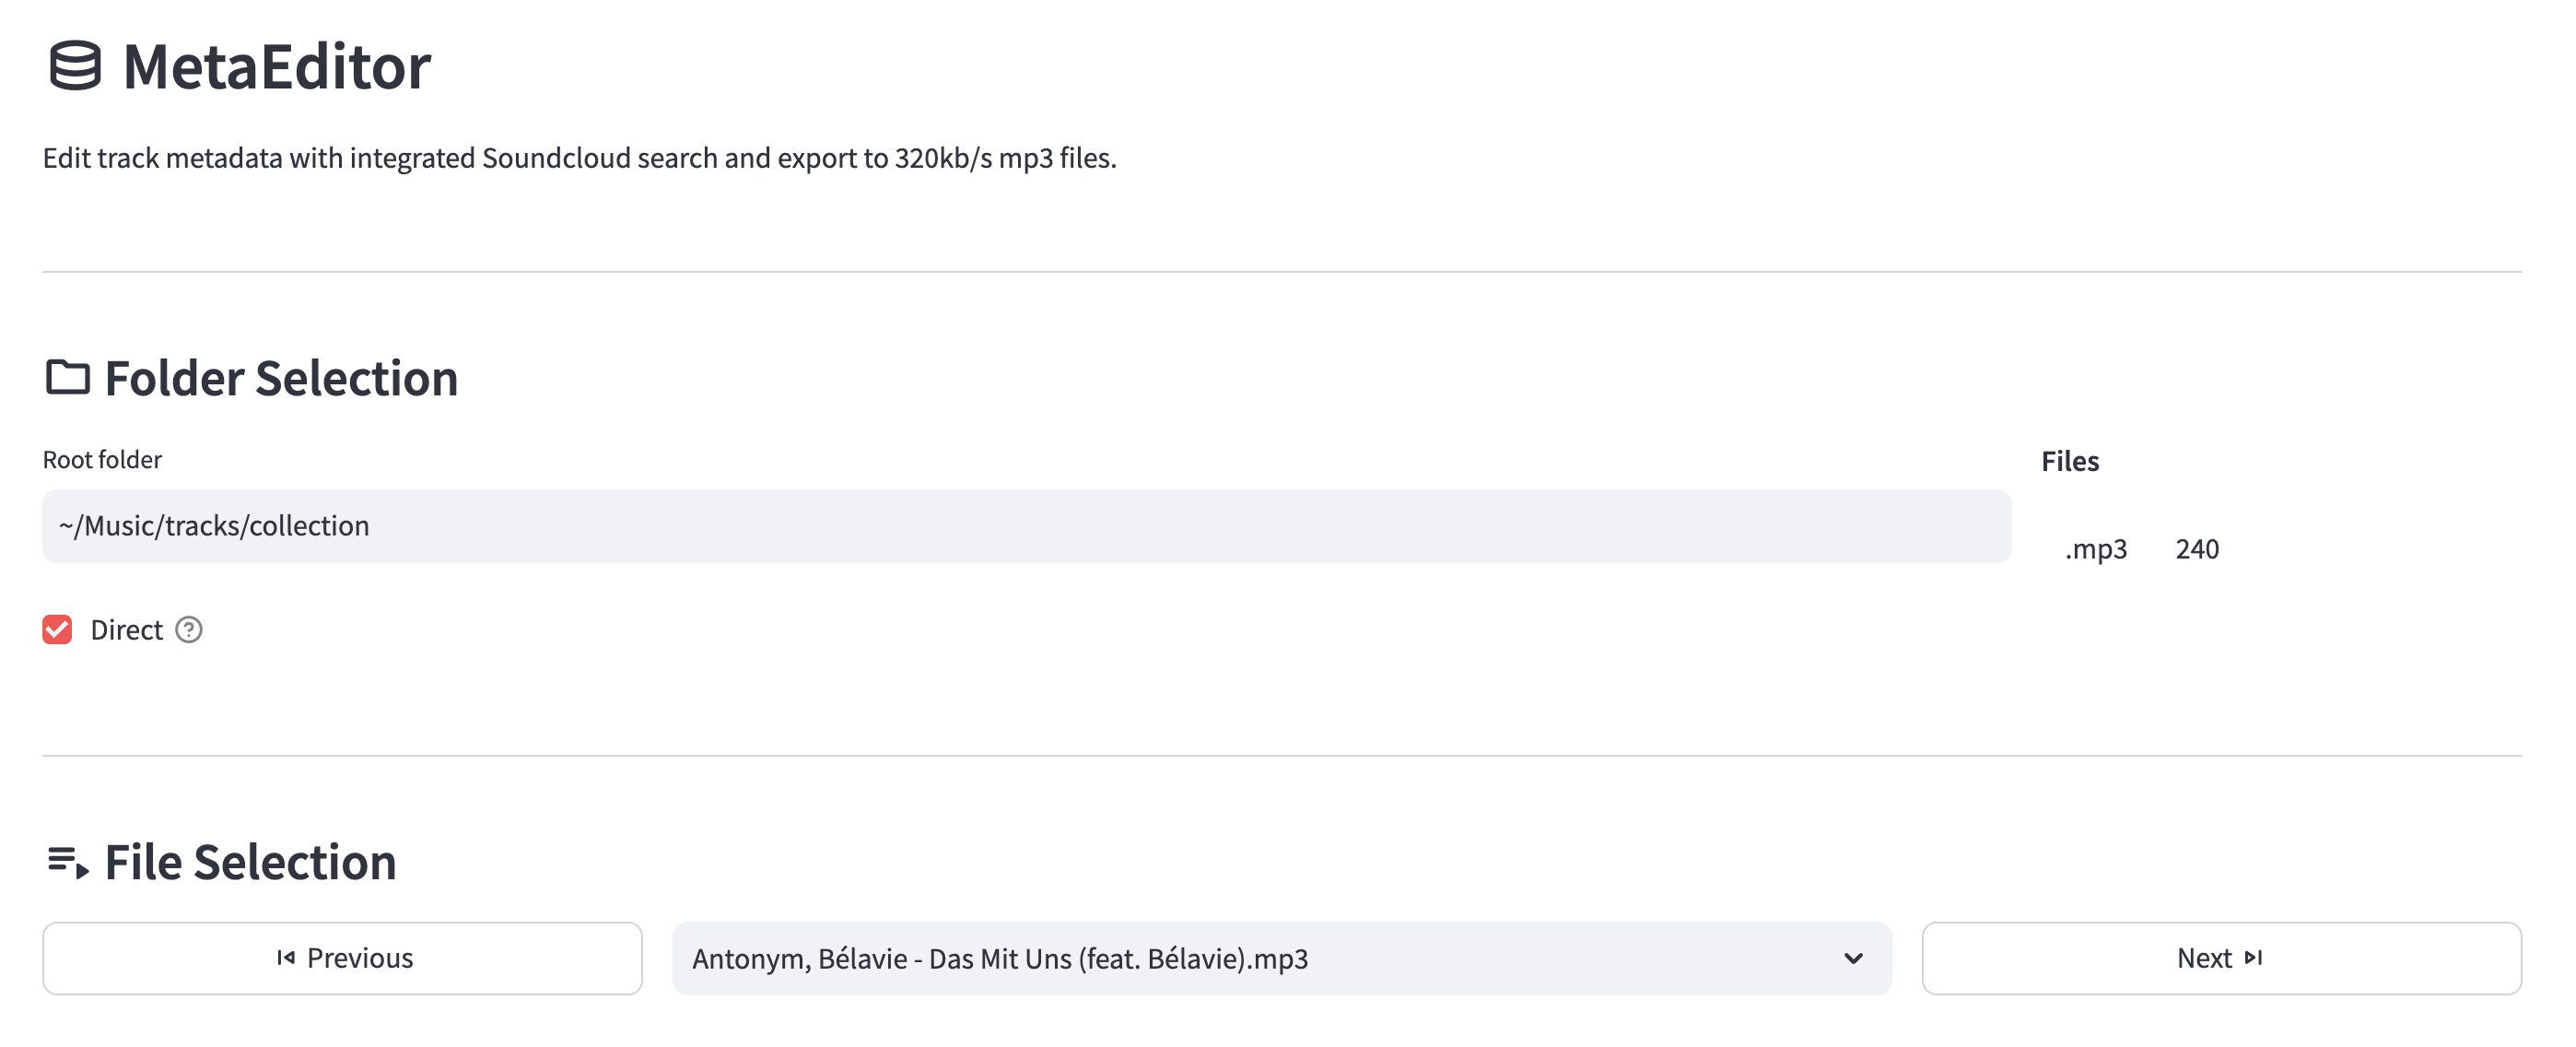 MetaEditor
Edit track metadata with integrated Soundcloud search and export to 320kb/s mp3 files.
Folder Selection
Root folder
~/Music/tracks/collection
Direct
Files
.mp3 240
File Selection
Previous
Antonym, Bélavie - Das Mit Uns (feat. Bélavie).mp3
Next